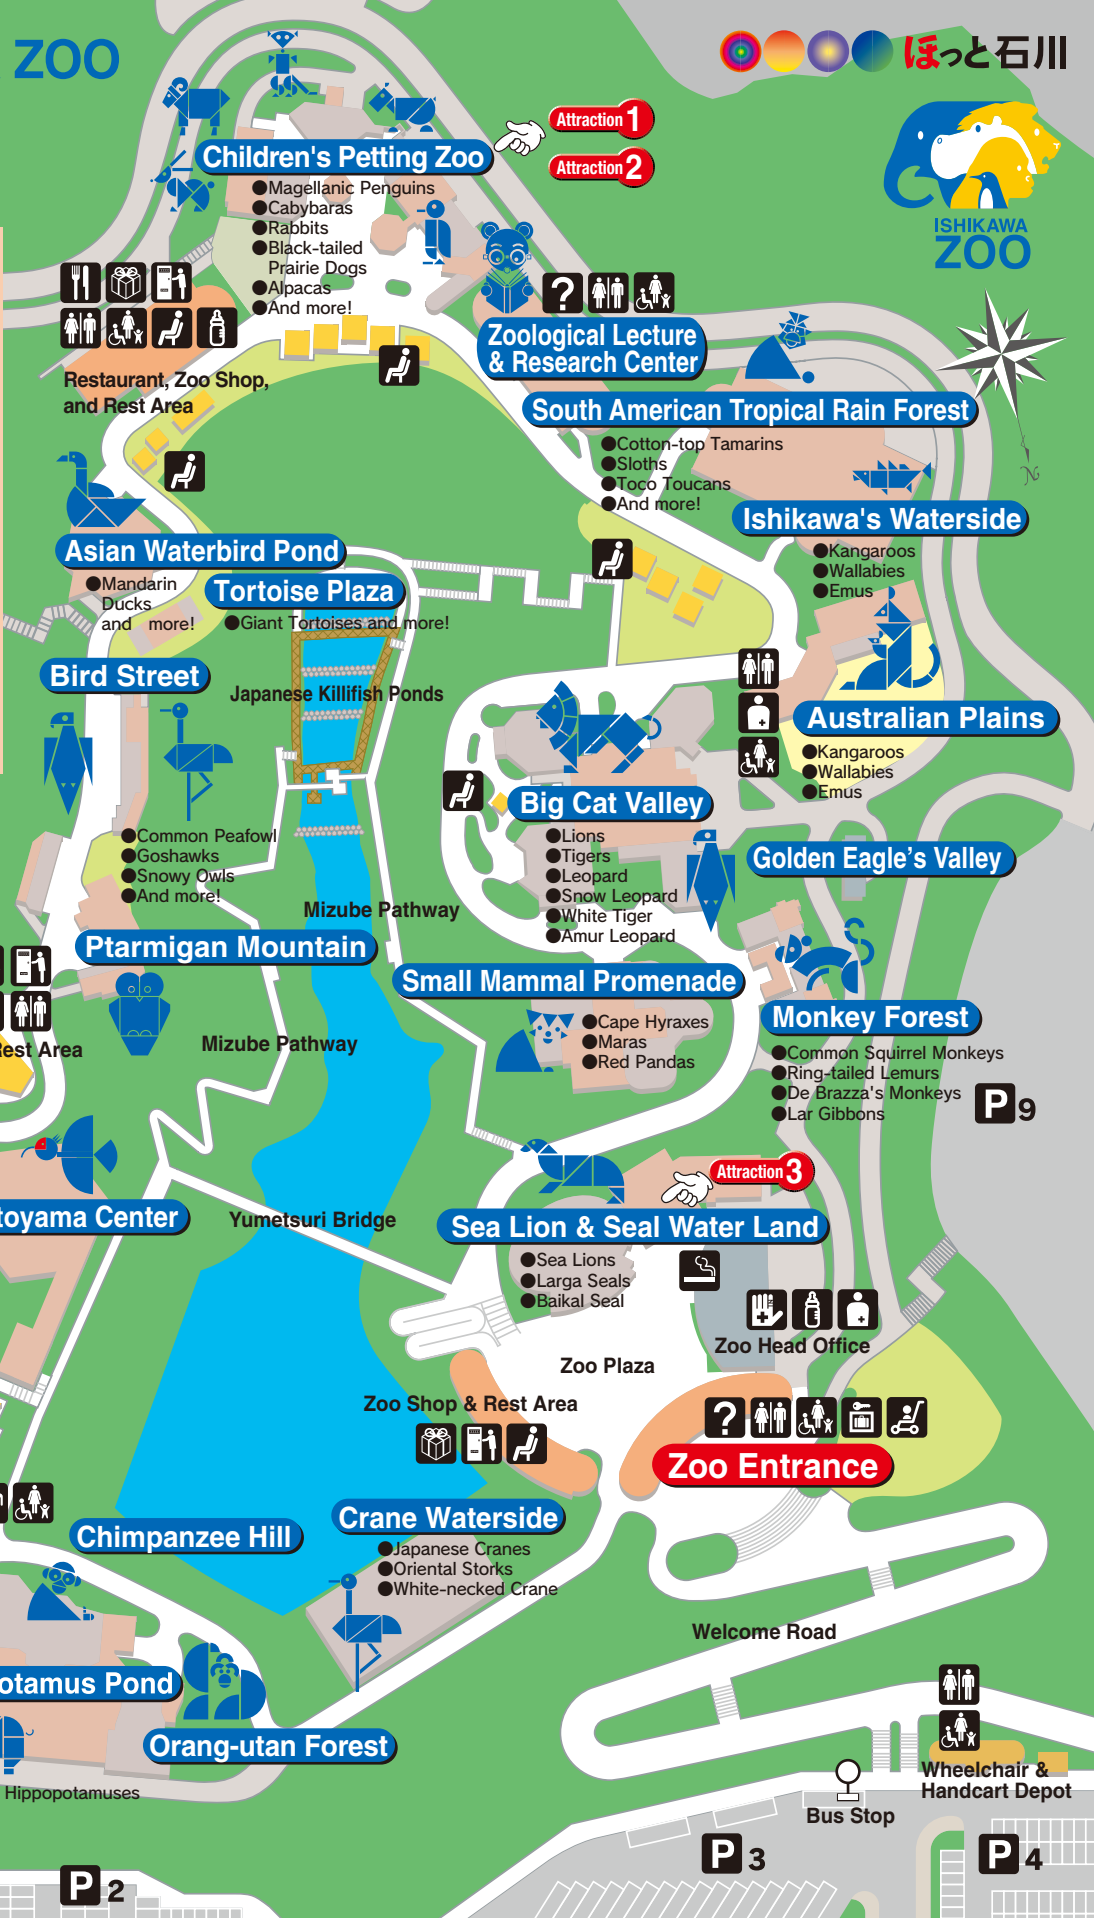 ZOO
ほっと石川
ISHIKAWA
ZOO
Attraction 1
Attraction 2
Children's Petting Zoo
●Magellanic Penguins
●Cabybaras
●Rabbits
●Black-tailed
Prairie Dogs
●Alpacas
●And more!
?
Zoological Lecture
& Research Center
Restaurant, Zoo Shop,
and Rest Area
South American Tropical Rain Forest
●Cotton-top Tamarins
●Sloths
●Toco Toucans
●And more!
N
Ishikawa's Waterside
●Kangaroos
●Wallabies
●Emus
Asian Waterbird Pond
●Mandarin
Ducks
and more!
Tortoise Plaza
●Giant Tortoises and more!
Bird Street
Japanese Killifish Ponds
Australian Plains
●Kangaroos
●Wallabies
●Emus
Big Cat Valley
●Lions
●Tigers
●Leopard
●Snow Leopard
●White Tiger
●Amur Leopard
●Common Peafowl
●Goshawks
●Snowy Owls
●And more!
Golden Eagle's Valley
Mizube Pathway
Ptarmigan Mountain
Small Mammal Promenade
●Cape Hyraxes
●Maras
●Red Pandas
Monkey Forest
●Common Squirrel Monkeys
●Ring-tailed Lemurs
●De Brazza's Monkeys
●Lar Gibbons
P 9
Rest Area
Mizube Pathway
Attraction 3
toyama Center
Yumetsuri Bridge
Sea Lion & Seal Water Land
●Sea Lions
●Larga Seals
●Baikal Seal
Zoo Head Office
Zoo Plaza
Zoo Shop & Rest Area
?
Zoo Entrance
Crane Waterside
●Japanese Cranes
●Oriental Storks
●White-necked Crane
Chimpanzee Hill
Welcome Road
otamus Pond
Orang-utan Forest
Hippopotamuses
Wheelchair &
Handcart Depot
Bus Stop
P 3
P 4
P 2